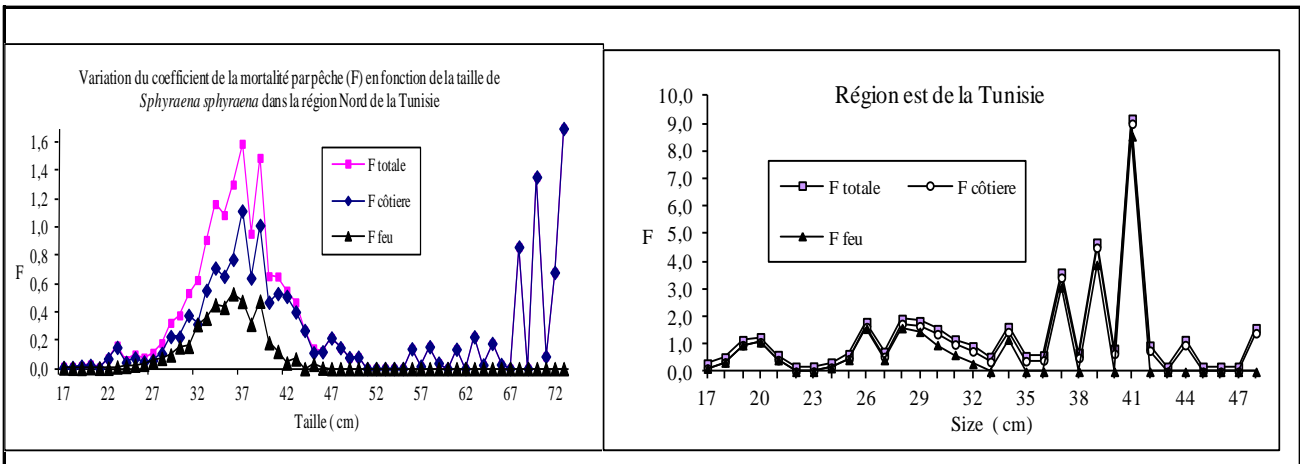 Variation du coefficient de la mortalité par pêche (F) en fonction de la taille de
Sphyraena sphyraena dans la région Nord de la Tunisie
1,6
1,4
1,2
1,0
0,8
0,6
0,4
0,2
0,0
F
F totale
F côtiere
F feu
17 22 27 32 37 42 47 52 57 62 67 72
Taille ( cm)
Région est de la Tunisie
10,0
9,0
8,0
7,0
6,0
5,0
4,0
3,0
2,0
1,0
0,0
F
F totale F côtiere
F feu
17 20 23 26 29 32 35 38 41 44 47
Size ( cm)